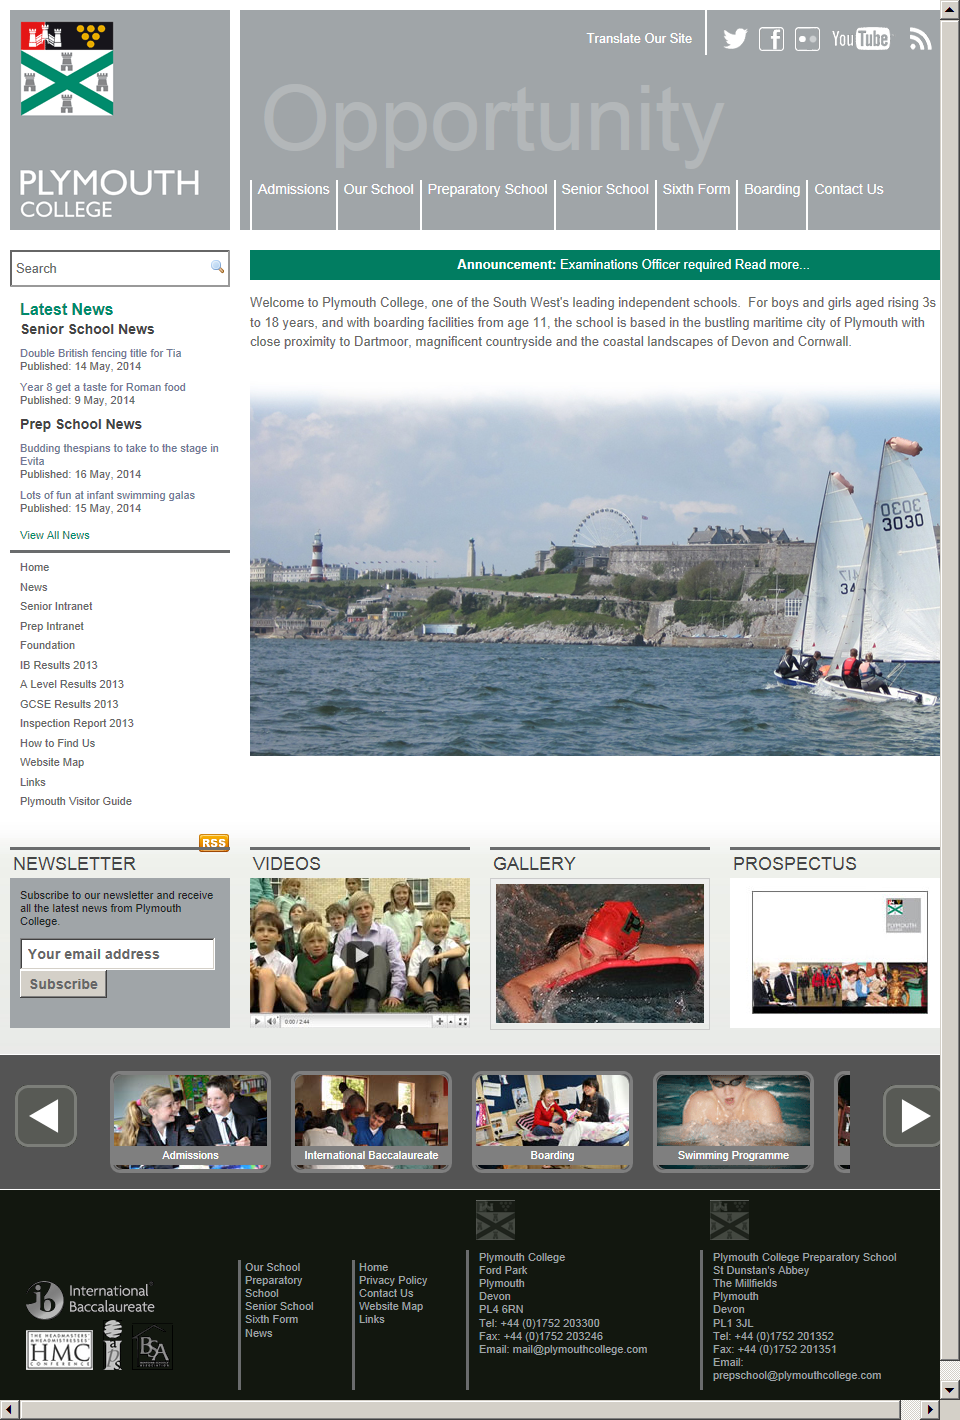 PLYMOUTH
COLLEGE
Translate Our Site
You Tube
Opportunity
Admissions
Our School
Preparatory School
Senior School
Sixth Form
Boarding
Contact Us
Search
Announcement: Examinations Officer required Read more...
Latest News
Senior School News
Double British fencing title for Tia
Published: 14 May, 2014
Year 8 get a taste for Roman food
Published: 9 May, 2014
Prep School News
Budding thespians to take to the stage in
Evita
Published: 16 May, 2014
Lots of fun at infant swimming galas
Published: 15 May, 2014
View All News
Welcome to Plymouth College, one of the South West's leading independent schools.  For boys and girls aged rising 3s
to 18 years, and with boarding facilities from age 11, the school is based in the bustling maritime city of Plymouth with
close proximity to Dartmoor, magnificent countryside and the coastal landscapes of Devon and Cornwall.
3030
3030
Home
News
Senior Intranet
Prep Intranet
Foundation
IB Results 2013
A Level Results 2013
GCSE Results 2013
Inspection Report 2013
How to Find Us
Website Map
Links
Plymouth Visitor Guide
RSS
NEWSLETTER
Subscribe to our newsletter and receive
all the latest news from Plymouth
College.
Your email address
Subscribe
VIDEOS
0:00 / 2:44
GALLERY
PROSPECTUS
PLYMOUTH
COLLEGE
Admissions
International Baccalaureate
Boarding
Swimming Programme
International
Baccalaureate
THE HEADMASTERS'
& HEADMISTRESSES'
HMC
CONFERENCE
iaps
BSA
Our School
Preparatory
School
Senior School
Sixth Form
News
Home
Privacy Policy
Contact Us
Website Map
Links
Plymouth College
Ford Park
Plymouth
Devon
PL4 6RN
Tel: +44 (0)1752 203300
Fax: +44 (0)1752 203246
Email: mail@plymouthcollege.com
Plymouth College Preparatory School
St Dunstan's Abbey
The Millfields
Plymouth
Devon
PL1 3JL
Tel: +44 (0)1752 201352
Fax: +44 (0)1752 201351
Email:
prepschool@plymouthcollege.com